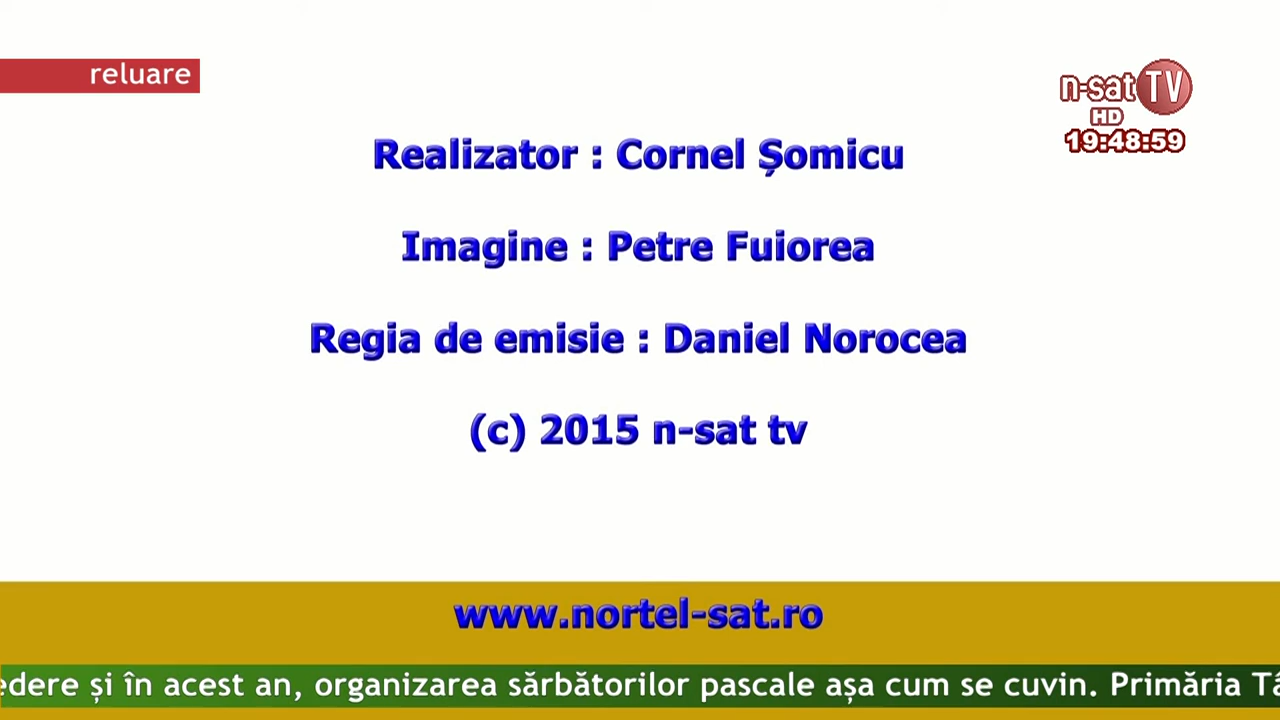 reluare
n-sat TV
HD
19:48:59
Realizator : Cornel Șomicu
Imagine : Petre Fuiorea
Regia de emisie : Daniel Norocea
(c) 2015 n-sat tv
www.nortel-sat.ro
edere și în acest an, organizarea sărbătorilor pascale așa cum se cuvin. Primăria Tâ